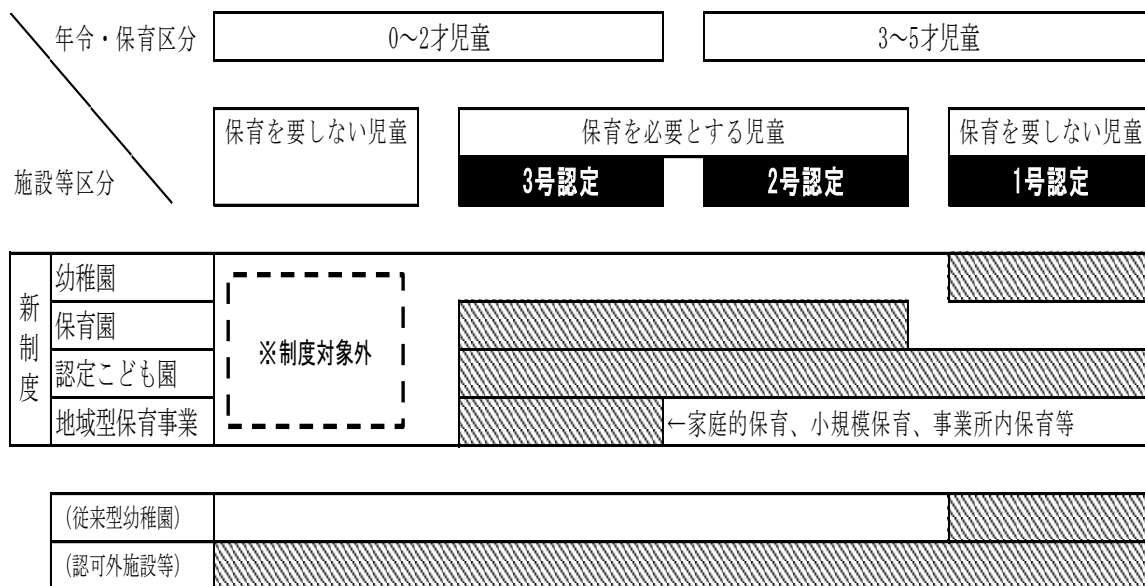 年令・保育区分
0～2才児童
3～5才児童
保育を要しない児童
保育を必要とする児童
保育を要しない児童
施設等区分
3号認定
2号認定
1号認定
新制度
幼稚園
保育園
認定こども園
地域型保育事業
※制度対象外
←家庭的保育、小規模保育、事業所内保育等
(従来型幼稚園)
(認可外施設等)